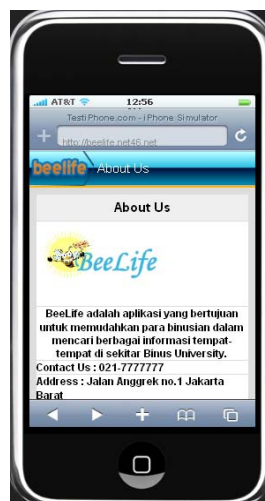 AT&T 12:56
TestiPhone.com - iPhone Simulator
http://beelife.net46.net
beelife About Us
About Us
BeeLife
BeeLife adalah aplikasi yang bertujuan
untuk memudahkan para binusian dalam
mencari berbagai informasi tempat-
tempat di sekitar Binus University.
Contact Us : 021-7777777
Address : Jalan Anggrek no.1 Jakarta
Barat